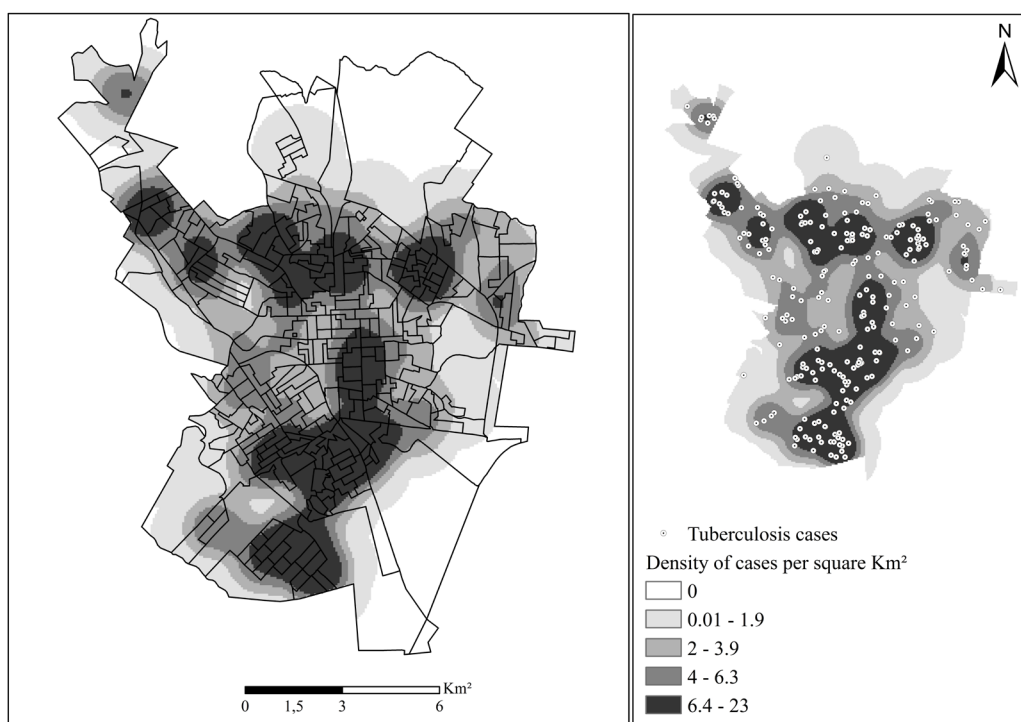 Km²
0 1,5 3 6
N
Tuberculosis cases
Density of cases per square Km²
0
0.01 - 1.9
2 - 3.9
4 - 6.3
6.4 - 23